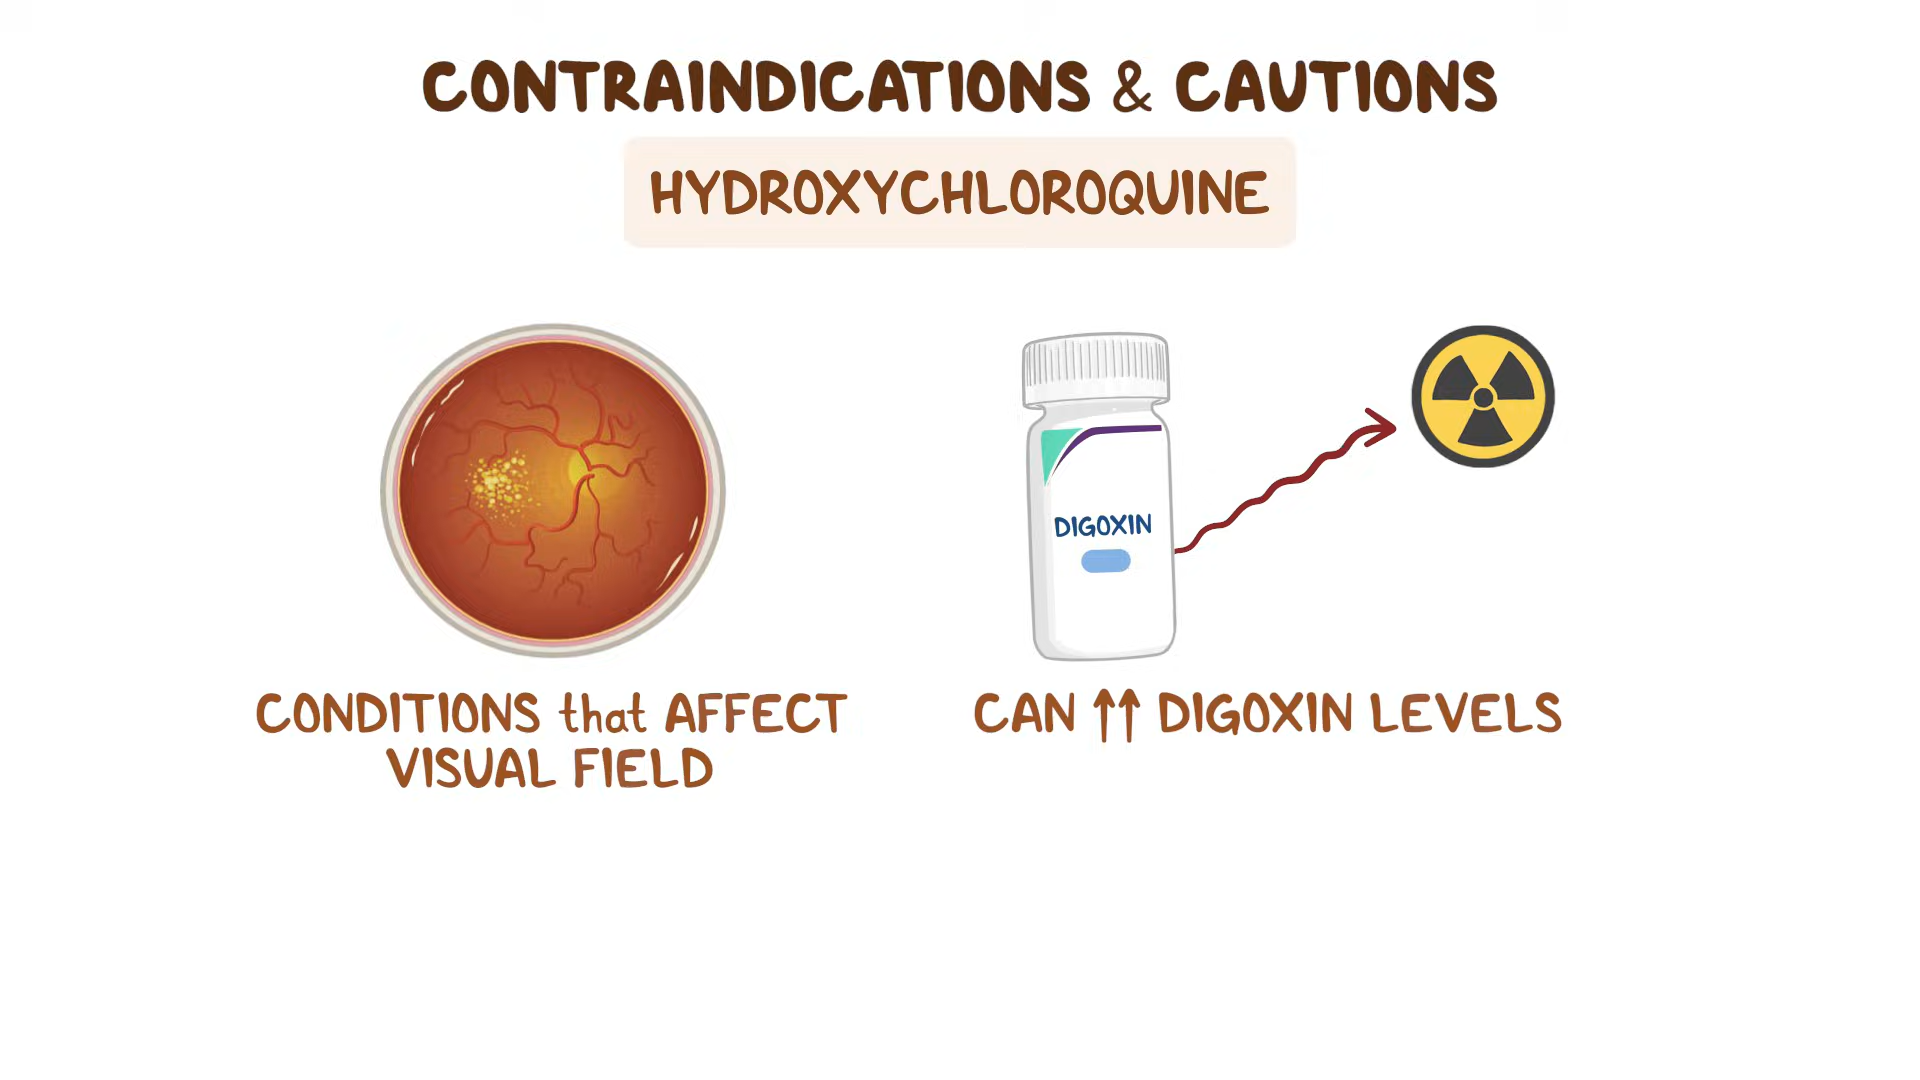 CONTRAINDICATIONS & CAUTIONS
HYDROXYCHLOROQUINE
DIGOXIN
CONDITIONS that AFFECT
VISUAL FIELD
CAN ↑↑ DIGOXIN LEVELS